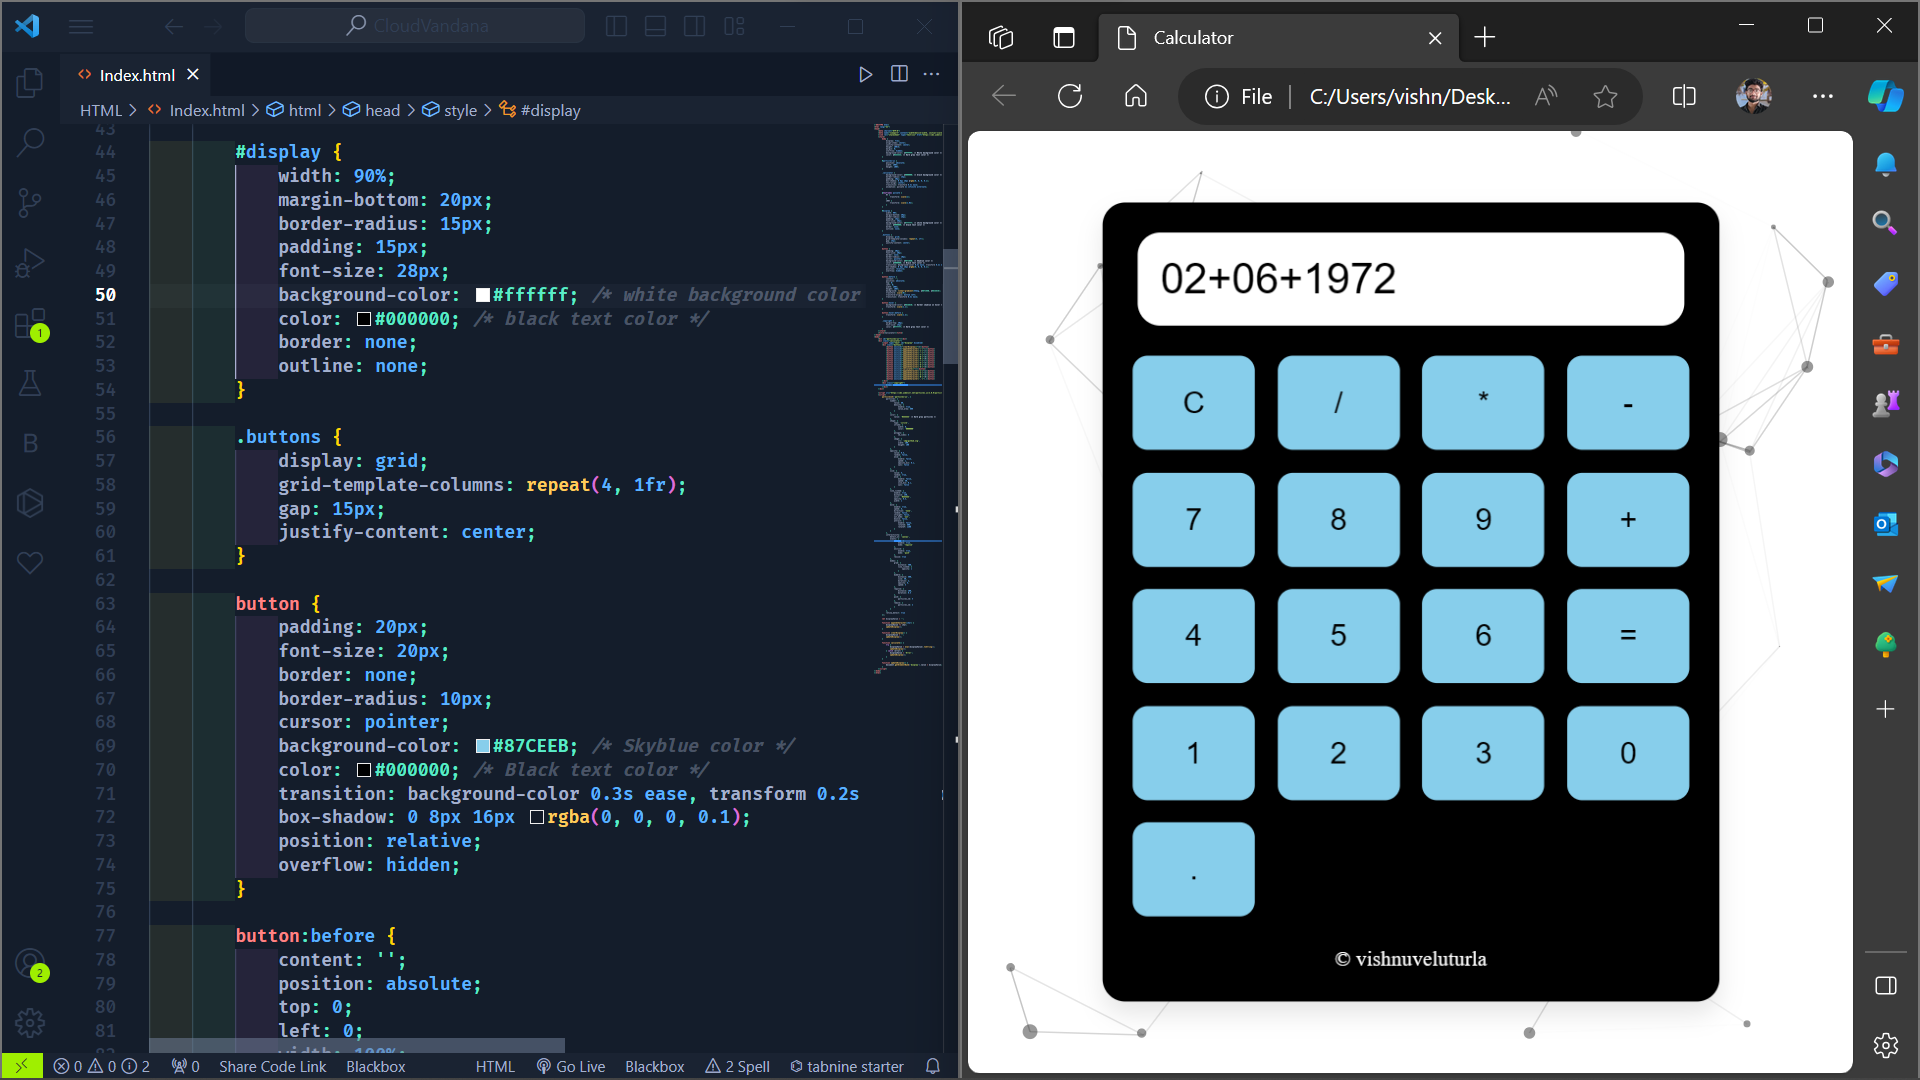 CloudVandana
Index.html
HTML > Index.html > html > head > style > #display
43
44 #display {
45 width: 90%;
46 margin-bottom: 20px;
47 border-radius: 15px;
48 padding: 15px;
49 font-size: 28px;
50 background-color: #ffffff; /* white background color
51 color: #000000; /* black text color */
52 border: none;
53 outline: none;
54 }
55
56 .buttons {
57 display: grid;
58 grid-template-columns: repeat(4, 1fr);
59 gap: 15px;
60 justify-content: center;
61 }
62
63 button {
64 padding: 20px;
65 font-size: 20px;
66 border: none;
67 border-radius: 10px;
68 cursor: pointer;
69 background-color: #87CEEB; /* Skyblue color */
70 color: #000000; /* Black text color */
71 transition: background-color 0.3s ease, transform 0.2s
72 box-shadow: 0 8px 16px rgba(0, 0, 0, 0.1);
73 position: relative;
74 overflow: hidden;
75 }
76
77 button:before {
78 content: '';
79 position: absolute;
80 top: 0;
81 left: 0;
width: 100%;
1
B
2
0 0 2 0 Share Code Link Blackbox HTML Go Live Blackbox 2 Spell tabnine starter
Calculator
File | C:/Users/vishn/Desk...
02+06+1972
C / * -
7 8 9 +
4 5 6 =
1 2 3 0
.
© vishnuveluturla